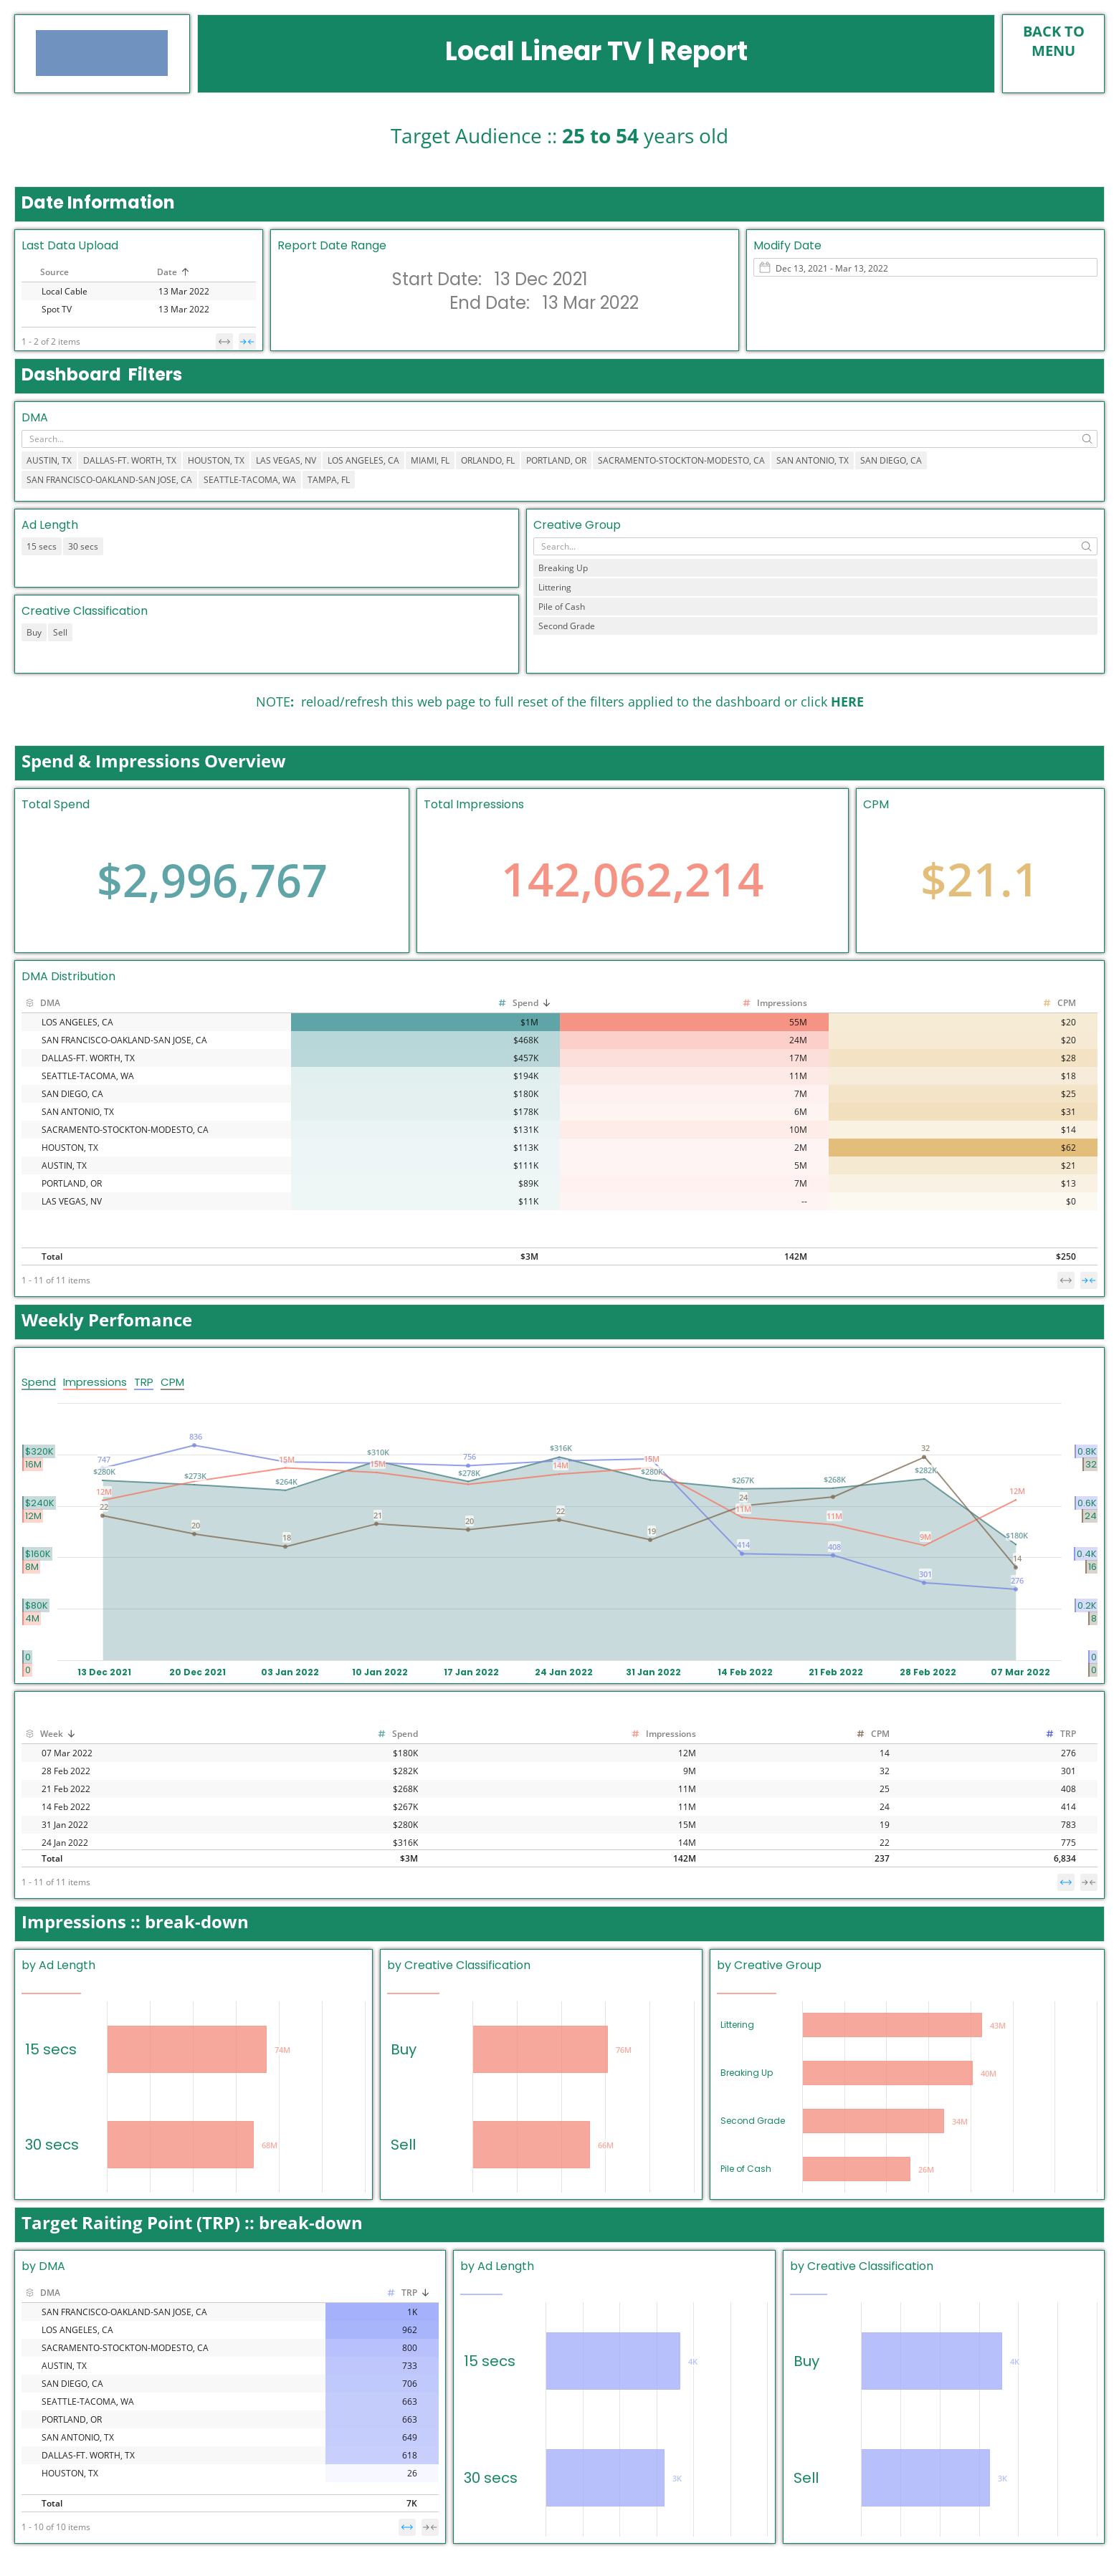 Local Linear TV | Report
BACK TO
MENU
Target Audience :: 25 to 54 years old
Date Information
Last Data Upload
Source Date
Local Cable 13 Mar 2022
Spot TV 13 Mar 2022
1 - 2 of 2 items
Report Date Range
Start Date: 13 Dec 2021
End Date: 13 Mar 2022
Modify Date
Dec 13, 2021 - Mar 13, 2022
Dashboard Filters
DMA
Search...
AUSTIN, TX DALLAS-FT. WORTH, TX HOUSTON, TX LAS VEGAS, NV LOS ANGELES, CA MIAMI, FL ORLANDO, FL PORTLAND, OR SACRAMENTO-STOCKTON-MODESTO, CA SAN ANTONIO, TX SAN DIEGO, CA
SAN FRANCISCO-OAKLAND-SAN JOSE, CA SEATTLE-TACOMA, WA TAMPA, FL
Ad Length
15 secs 30 secs
Creative Classification
Buy Sell
Creative Group
Search...
Breaking Up
Littering
Pile of Cash
Second Grade
NOTE: reload/refresh this web page to full reset of the filters applied to the dashboard or click HERE
Spend & Impressions Overview
Total Spend
$2,996,767
Total Impressions
142,062,214
CPM
$21.1
DMA Distribution
DMA # Spend # Impressions # CPM
LOS ANGELES, CA $1M 55M $20
SAN FRANCISCO-OAKLAND-SAN JOSE, CA $468K 24M $20
DALLAS-FT. WORTH, TX $457K 17M $28
SEATTLE-TACOMA, WA $194K 11M $18
SAN DIEGO, CA $180K 7M $25
SAN ANTONIO, TX $178K 6M $31
SACRAMENTO-STOCKTON-MODESTO, CA $131K 10M $14
HOUSTON, TX $113K 2M $62
AUSTIN, TX $111K 5M $21
PORTLAND, OR $89K 7M $13
LAS VEGAS, NV $11K -- $0
Total $3M 142M $250
1 - 11 of 11 items
Weekly Perfomance
Spend Impressions TRP CPM
$320K
16M
$240K
12M
$160K
8M
$80K
4M
0
0
747 836 756 414 408 301 276
$280K $273K $264K $310K $278K $316K $280K $267K $268K $282K $180K
12M 15M 15M 14M 15M 11M 11M 9M 12M
22 20 18 21 20 22 19 24 32 14
0.8K
32
0.6K
24
0.4K
16
0.2K
8
0
0
13 Dec 2021 20 Dec 2021 03 Jan 2022 10 Jan 2022 17 Jan 2022 24 Jan 2022 31 Jan 2022 14 Feb 2022 21 Feb 2022 28 Feb 2022 07 Mar 2022
Week # Spend # Impressions # CPM # TRP
07 Mar 2022 $180K 12M 14 276
28 Feb 2022 $282K 9M 32 301
21 Feb 2022 $268K 11M 25 408
14 Feb 2022 $267K 11M 24 414
31 Jan 2022 $280K 15M 19 783
24 Jan 2022 $316K 14M 22 775
Total $3M 142M 237 6,834
1 - 11 of 11 items
Impressions :: break-down
by Ad Length
15 secs 74M
30 secs 68M
by Creative Classification
Buy 76M
Sell 66M
by Creative Group
Littering 43M
Breaking Up 40M
Second Grade 34M
Pile of Cash 26M
Target Raiting Point (TRP) :: break-down
by DMA
DMA # TRP
SAN FRANCISCO-OAKLAND-SAN JOSE, CA 1K
LOS ANGELES, CA 962
SACRAMENTO-STOCKTON-MODESTO, CA 800
AUSTIN, TX 733
SAN DIEGO, CA 706
SEATTLE-TACOMA, WA 663
PORTLAND, OR 663
SAN ANTONIO, TX 649
DALLAS-FT. WORTH, TX 618
HOUSTON, TX 26
Total 7K
1 - 10 of 10 items
by Ad Length
15 secs 4K
30 secs 3K
by Creative Classification
Buy 4K
Sell 3K